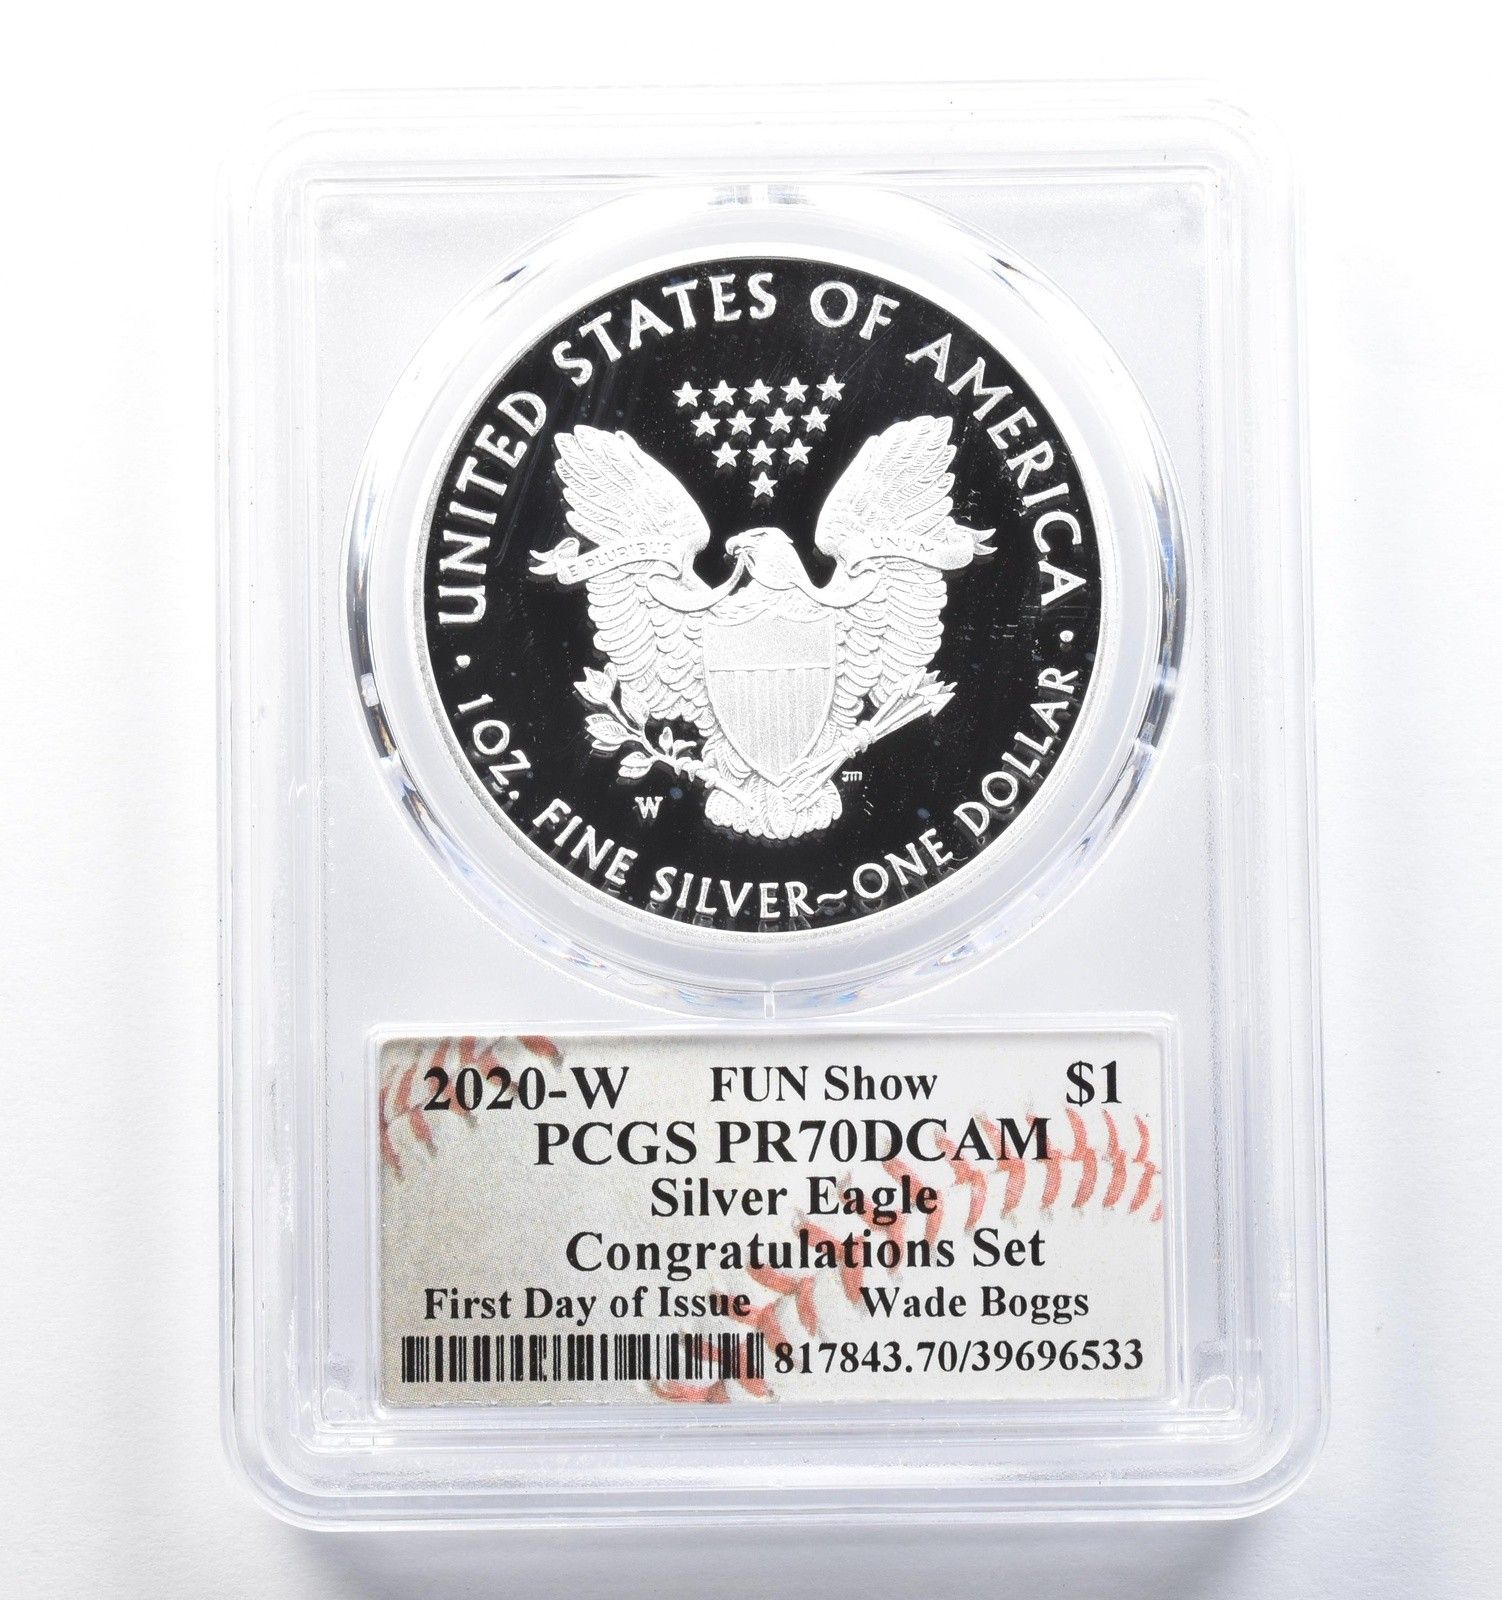 UNITED STATES OF AMERICA
E PLURIBUS UNUM
W
JM
1 OZ. FINE SILVER~ONE DOLLAR
2020-W FUN Show $1
PCGS PR70DCAM
Silver Eagle
Congratulations Set
First Day of Issue Wade Boggs
817843.70/39696533